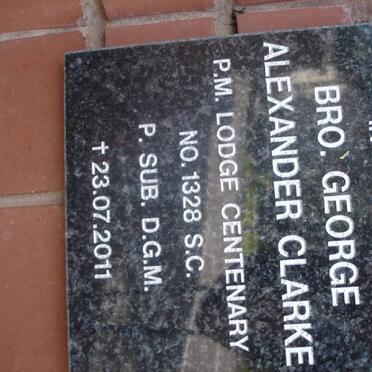 BRO. GEORGE
ALEXANDER CLARKE
P.M. LODGE CENTENARY
NO. 1328 S.C.
P. SUB. D.G.M.
† 23.07.2011